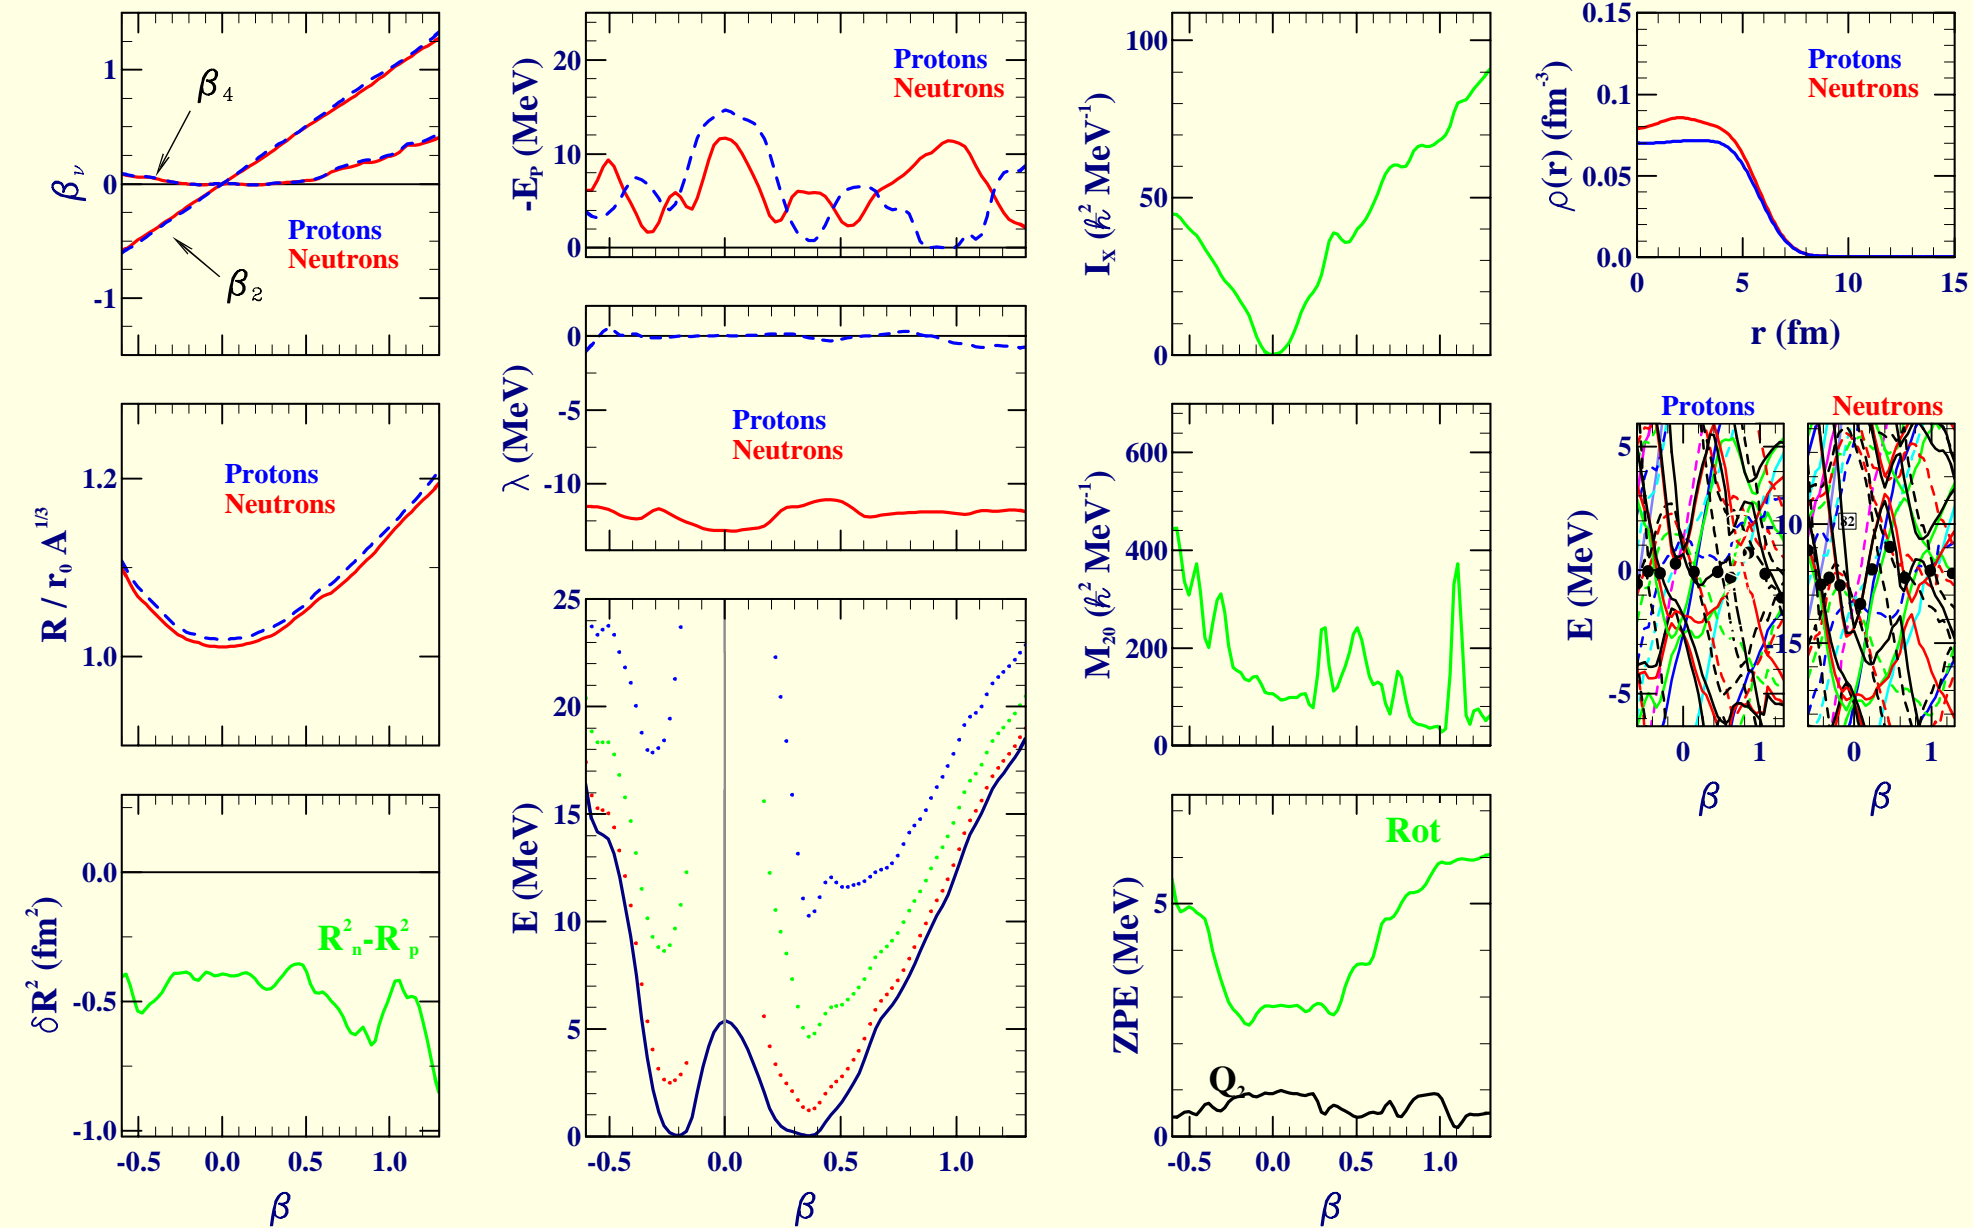 1
0
-1
β₄
β₂
Protons
Neutrons
βν
1.2
1.0
Protons
Neutrons
R / r₀ A^1/3
0.0
-0.5
-1.0
R²ₙ-R²ₚ
δR² (fm²)
-0.5 0.0 0.5 1.0
β
20
10
0
Protons
Neutrons
-Eₚ (MeV)
0
-5
-10
Protons
Neutrons
λ (MeV)
25
20
15
10
5
0
E (MeV)
-0.5 0.0 0.5 1.0
β
100
50
0
Iₓ (ℏ² MeV⁻¹)
600
400
200
0
M₂₀ (ℏ² MeV⁻¹)
Rot
5
0
Q₂
ZPE (MeV)
-0.5 0.0 0.5 1.0
β
0.15
0.1
0.05
0.0
Protons
Neutrons
ρ(r) (fm⁻³)
0 5 10 15
r (fm)
Protons Neutrons
5
0
-5
-10
-15
82
E (MeV)
0 1
0 1
β β